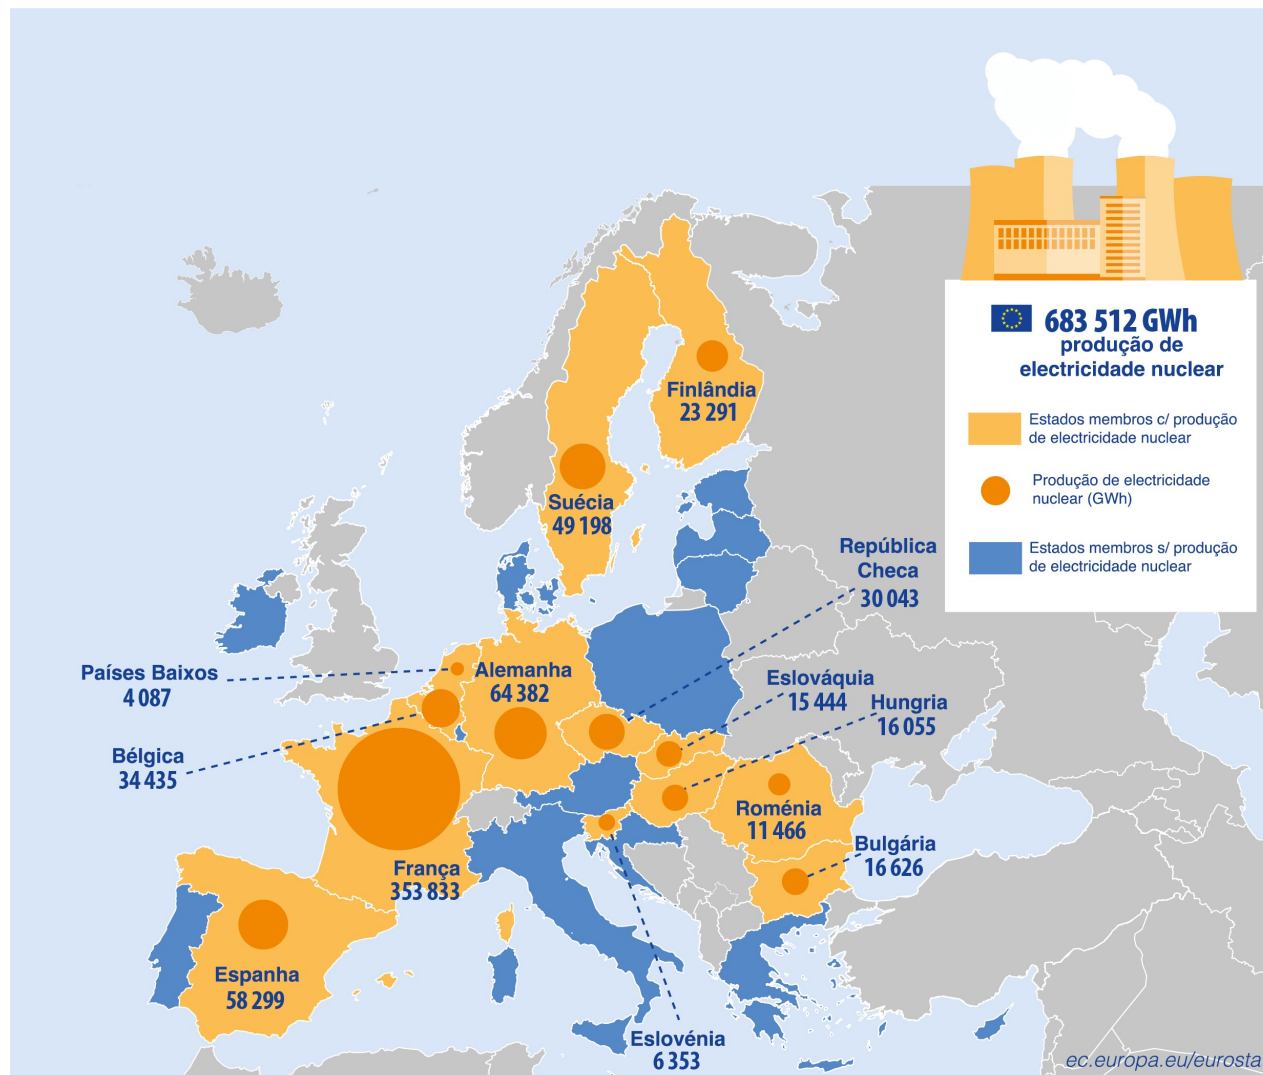 683 512 GWh
produção de
electricidade nuclear
Estados membros c/ produção
de electricidade nuclear
Produção de electricidade
nuclear (GWh)
Estados membros s/ produção
de electricidade nuclear
Finlândia
23 291
Suécia
49 198
República
Checa
30 043
Países Baixos
4 087
Alemanha
64 382
Eslováquia
15 444
Hungria
16 055
Bélgica
34 435
Roménia
11 466
França
353 833
Bulgária
16 626
Espanha
58 299
Eslovénia
6 353
ec.europa.eu/eurosta